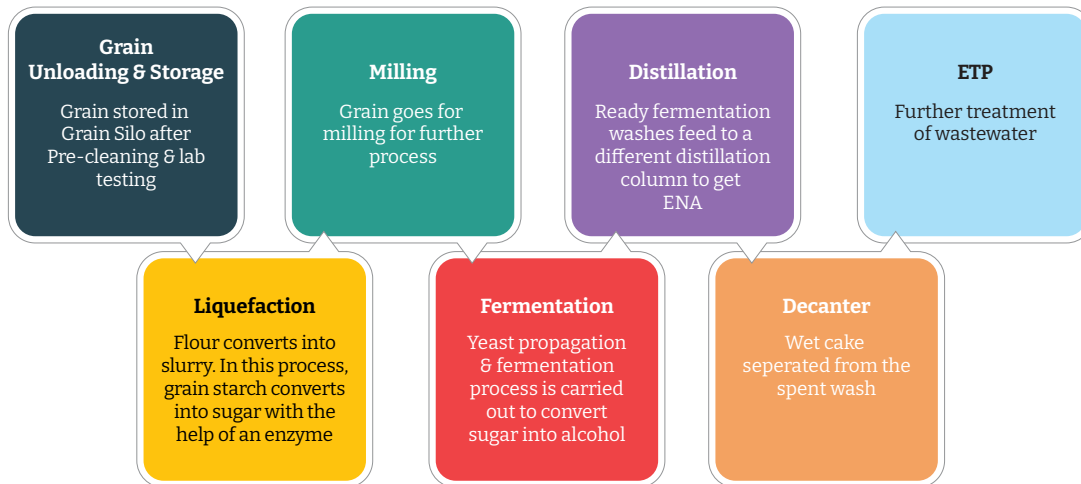 Grain
Unloading & Storage
Grain stored in
Grain Silo after
Pre-cleaning & lab
testing
Milling
Grain goes for
milling for further
process
Distillation
Ready fermentation
washes feed to a
different distillation
column to get
ENA
ETP
Further treatment
of wastewater
Liquefaction
Flour converts into
slurry. In this process,
grain starch converts
into sugar with the
help of an enzyme
Fermentation
Yeast propagation
& fermentation
process is carried
out to convert
sugar into alcohol
Decanter
Wet cake
seperated from the
spent wash